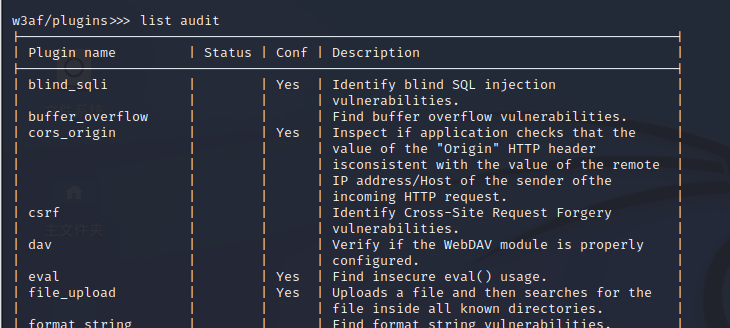 w3af/plugins>>> list audit
| Plugin name | Status | Conf | Description |
| blind_sqli | | Yes | Identify blind SQL injection |
| | | | vulnerabilities. |
| buffer_overflow | | | Find buffer overflow vulnerabilities. |
| cors_origin | | Yes | Inspect if application checks that the |
| | | | value of the "Origin" HTTP header |
| | | | isconsistent with the value of the remote |
| | | | IP address/Host of the sender ofthe |
| | | | incoming HTTP request. |
| csrf | | | Identify Cross-Site Request Forgery |
| | | | vulnerabilities. |
| dav | | | Verify if the WebDAV module is properly |
| | | | configured. |
| eval | | Yes | Find insecure eval() usage. |
| file_upload | | Yes | Uploads a file and then searches for the |
| | | | file inside all known directories. |
| format_string | | | Find format string vulnerabilities. |
主文件夹